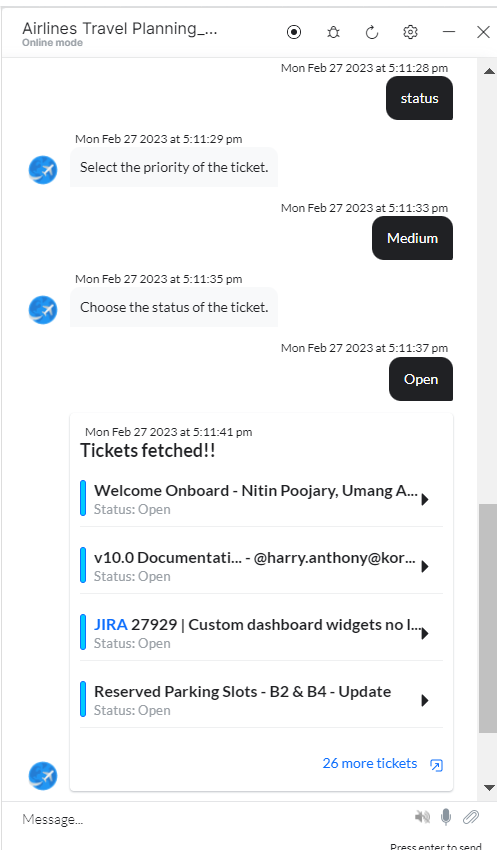 Airlines Travel Planning_...
Online mode
Mon Feb 27 2023 at 5:11:28 pm
status
Mon Feb 27 2023 at 5:11:29 pm
Select the priority of the ticket.
Mon Feb 27 2023 at 5:11:33 pm
Medium
Mon Feb 27 2023 at 5:11:35 pm
Choose the status of the ticket.
Mon Feb 27 2023 at 5:11:37 pm
Open
Mon Feb 27 2023 at 5:11:41 pm
Tickets fetched!!
Welcome Onboard - Nitin Poojary, Umang A...
Status: Open
v10.0 Documentati... - @harry.anthony@kor...
Status: Open
JIRA 27929 | Custom dashboard widgets no l...
Status: Open
Reserved Parking Slots - B2 & B4 - Update
Status: Open
26 more tickets
Message...
Press enter to send